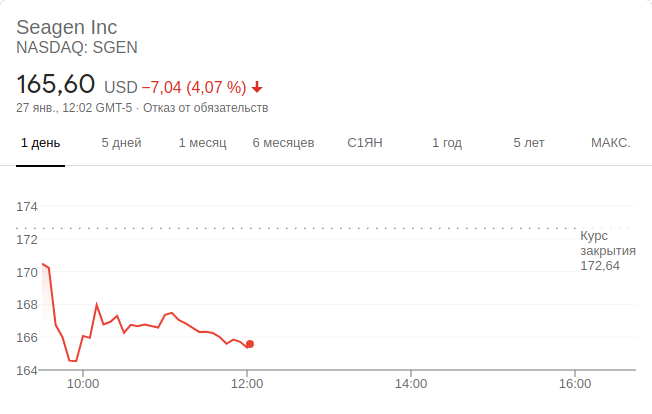 Seagen Inc
NASDAQ: SGEN
165,60 USD −7,04 (4,07 %)
27 янв., 12:02 GMT-5 · Отказ от обязательств
1 день 5 дней 1 месяц 6 месяцев С1ЯН 1 год 5 лет МАКС.
174
172
170
168
166
164
Курс
закрытия
172,64
10:00 12:00 14:00 16:00